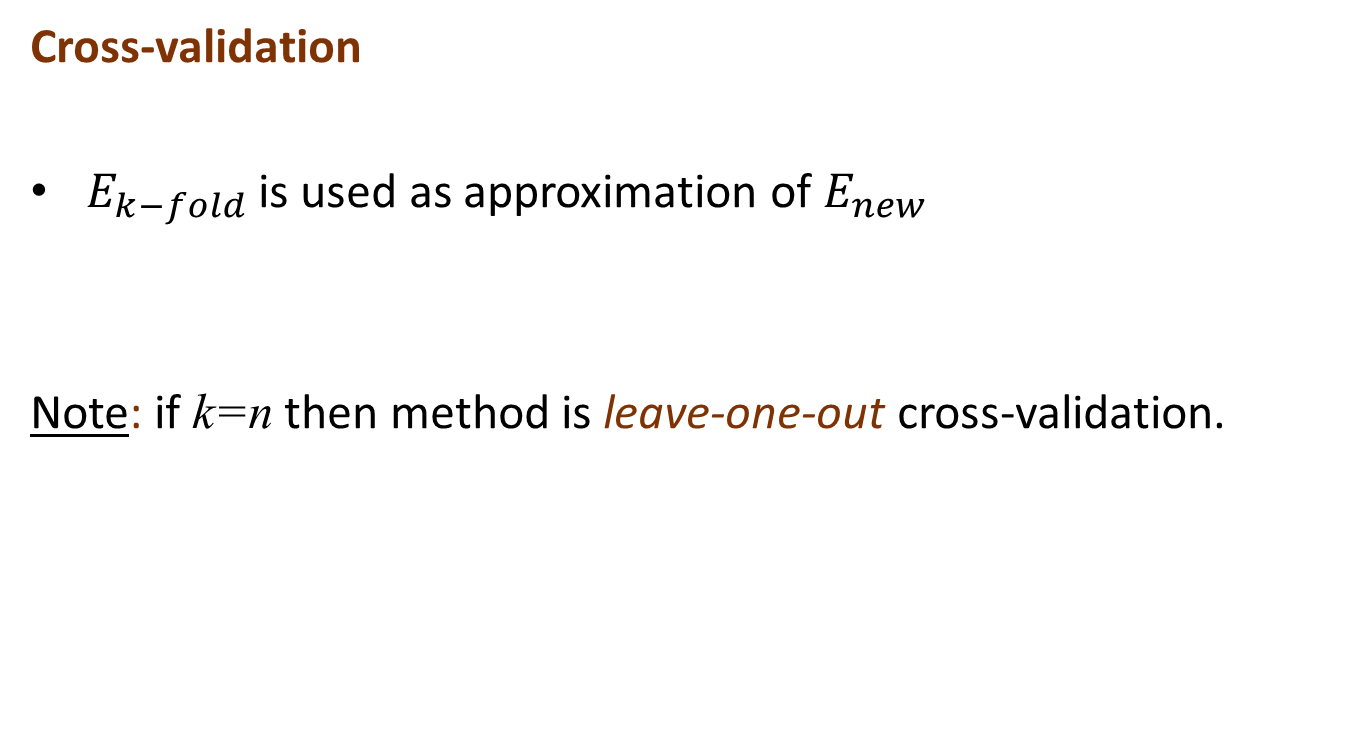 Cross-validation
• E_{k-fold} is used as approximation of E_{new}
Note: if k=n then method is leave-one-out cross-validation.